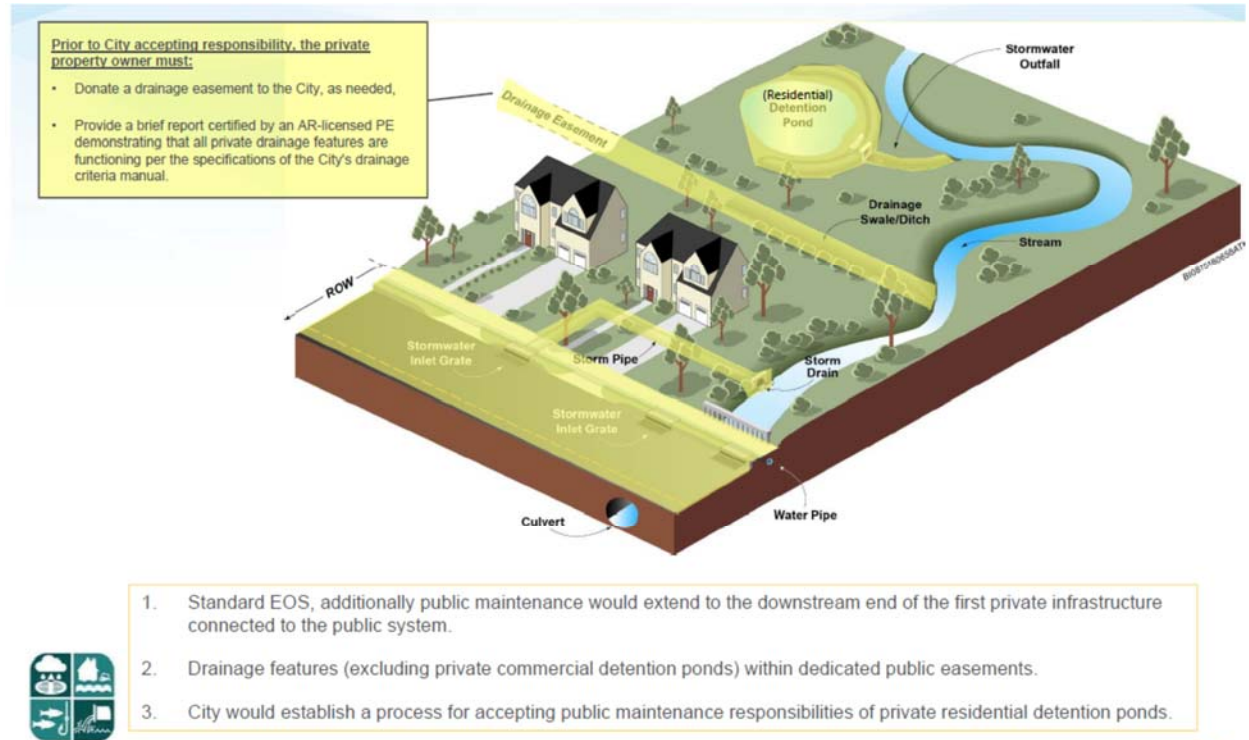 Prior to City accepting responsibility, the private
property owner must:
• Donate a drainage easement to the City, as needed,
• Provide a brief report certified by an AR-licensed PE
demonstrating that all private drainage features are
functioning per the specifications of the City's drainage
criteria manual.
Stormwater
Outfall
(Residential)
Detention
Pond
Drainage Easement
Drainage
Swale/Ditch
Stream
ROW
Stormwater
Inlet Grate
Storm Pipe
Storm
Drain
Stormwater
Inlet Grate
Culvert
Water Pipe
1. Standard EOS, additionally public maintenance would extend to the downstream end of the first private infrastructure
connected to the public system.
2. Drainage features (excluding private commercial detention ponds) within dedicated public easements.
3. City would establish a process for accepting public maintenance responsibilities of private residential detention ponds.